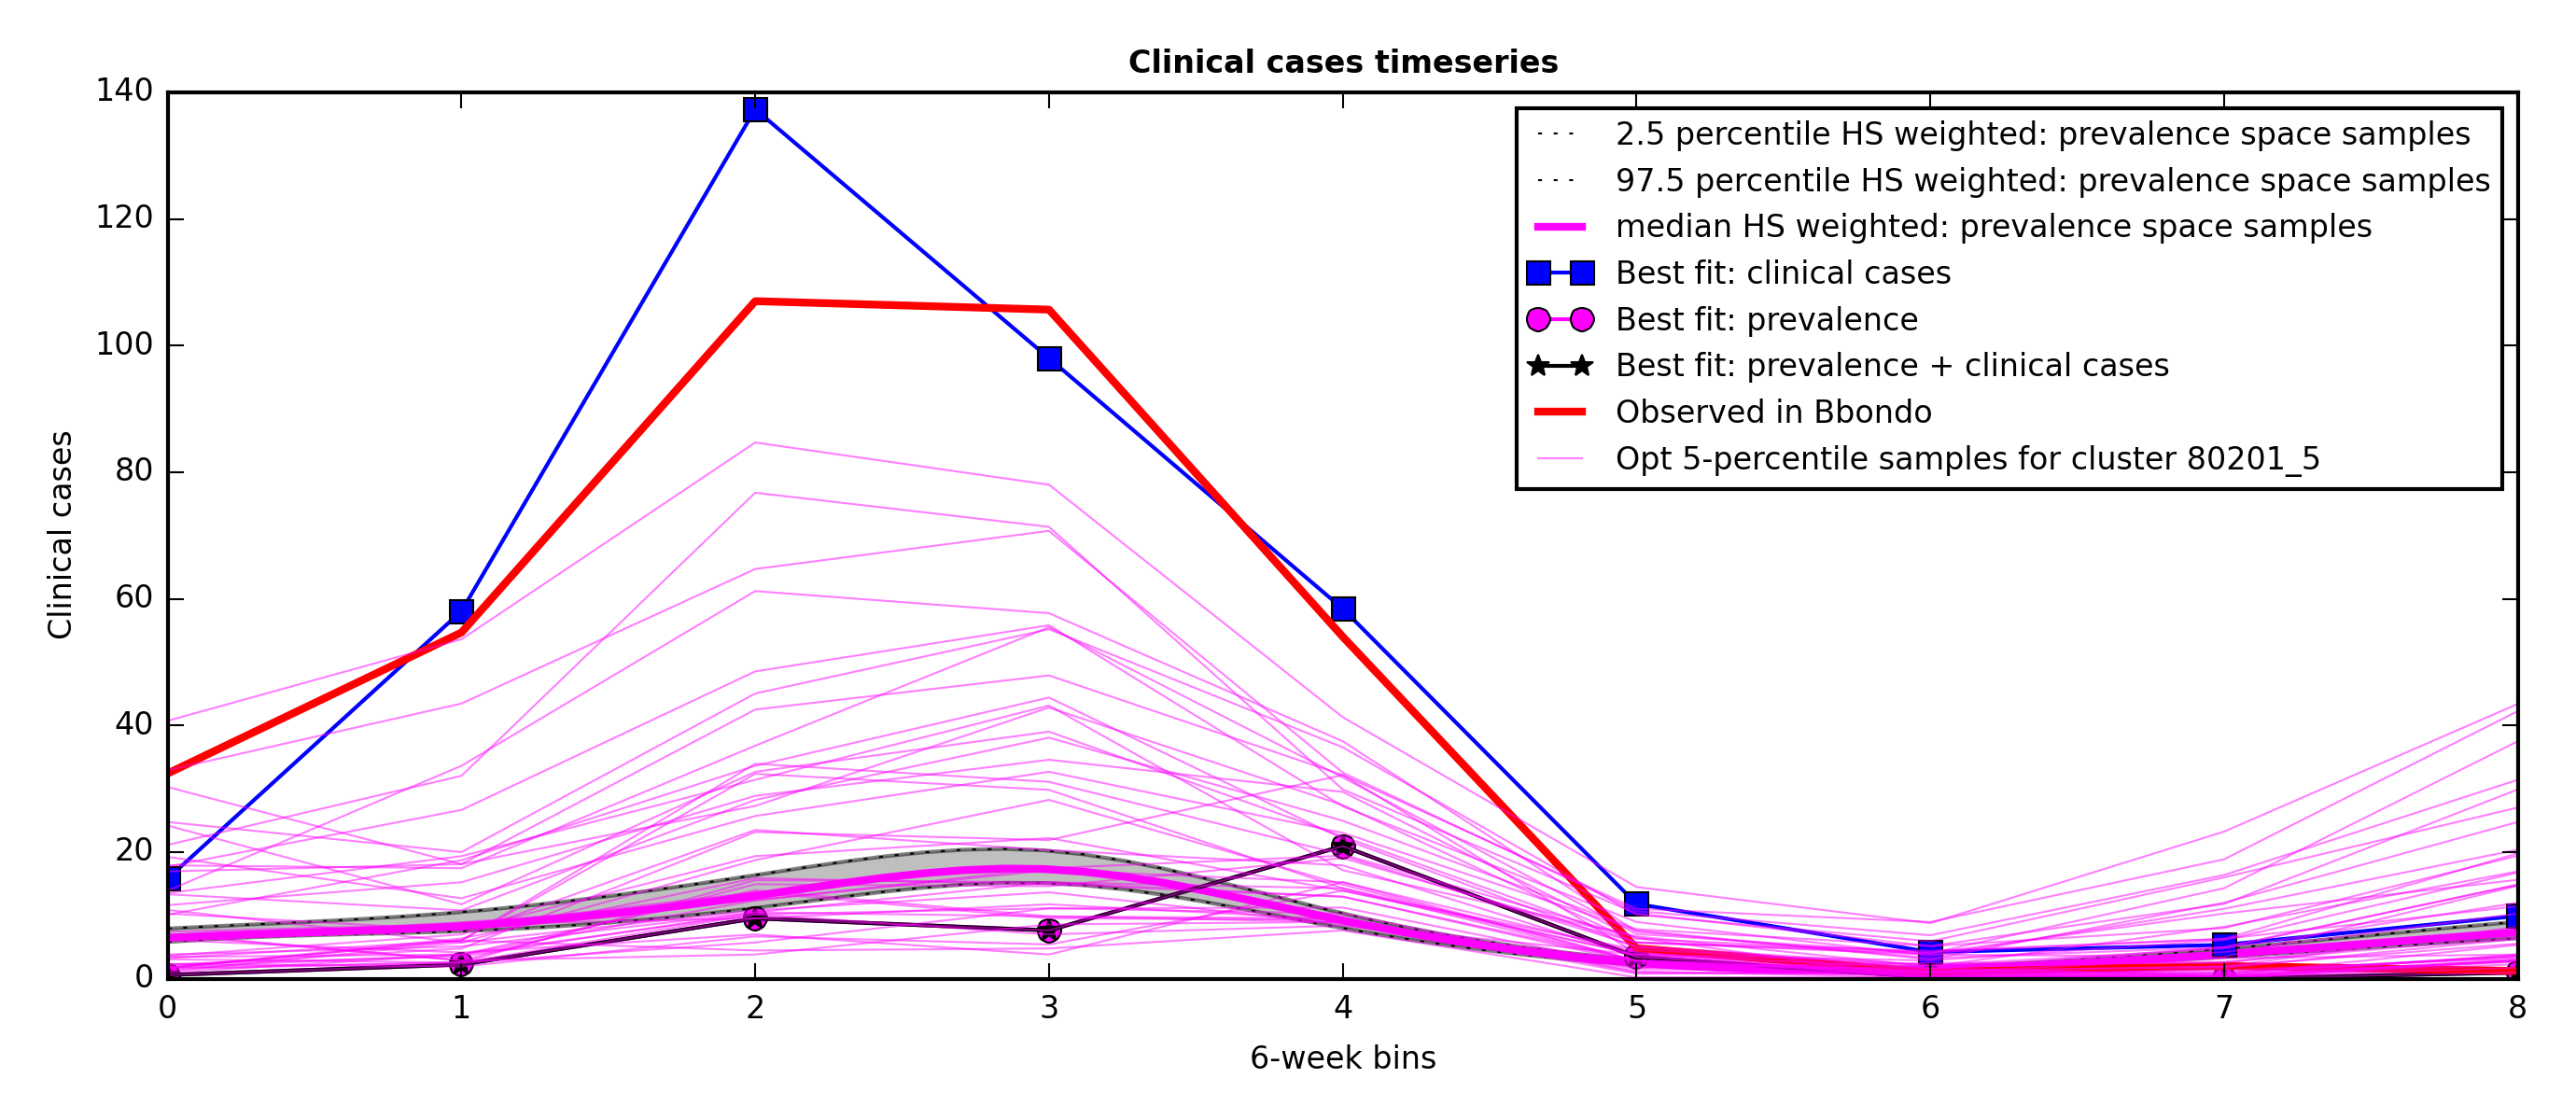 Clinical cases timeseries
140
120
100
80
60
40
20
0
Clinical cases
2.5 percentile HS weighted: prevalence space samples
97.5 percentile HS weighted: prevalence space samples
median HS weighted: prevalence space samples
Best fit: clinical cases
Best fit: prevalence
Best fit: prevalence + clinical cases
Observed in Bbondo
Opt 5-percentile samples for cluster 80201_5
0 1 2 3 4 5 6 7 8
6-week bins